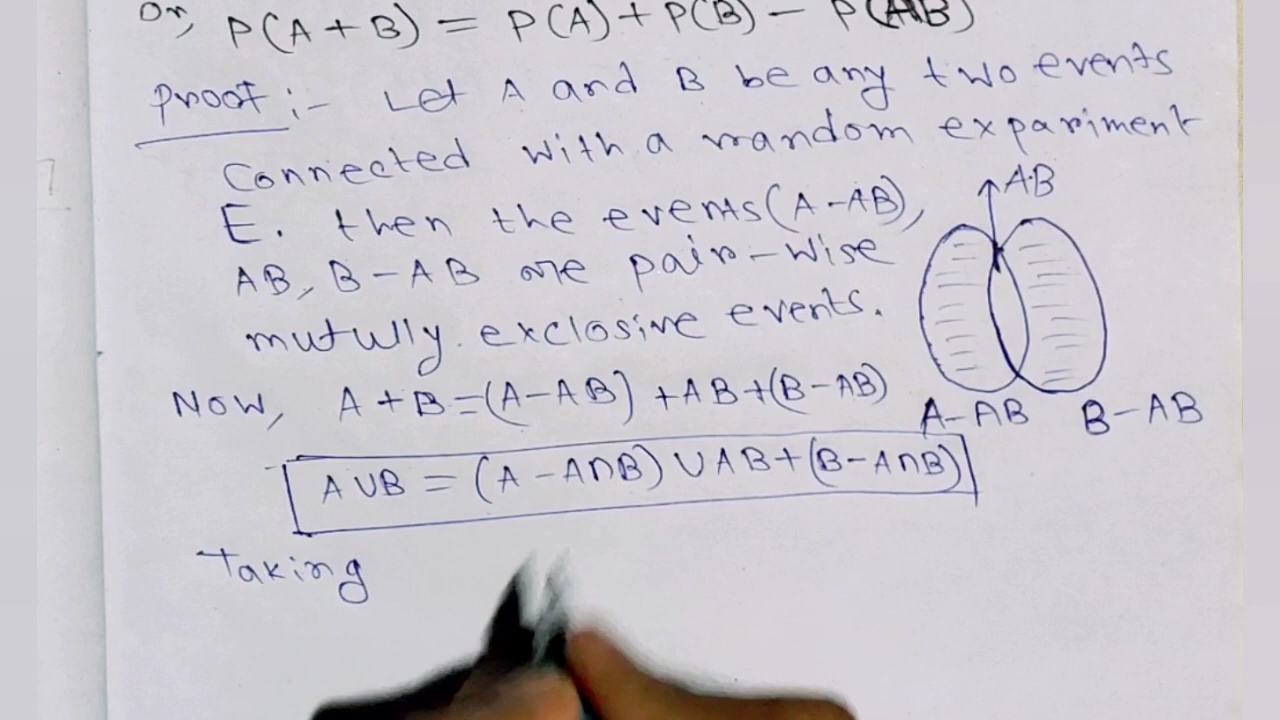 Or, P(A+B) = P(A)+P(B) - P(AB)
Proof :- Let A and B be any two events
Connected with a random expariment
E. then the events (A-AB),
AB, B-AB are pair-wise
mutully exclosive events.
AB
A-AB B-AB
Now, A+B=(A-AB)+AB+(B-AB)
A∪B = (A-A∩B)∪AB+(B-A∩B)
Taking